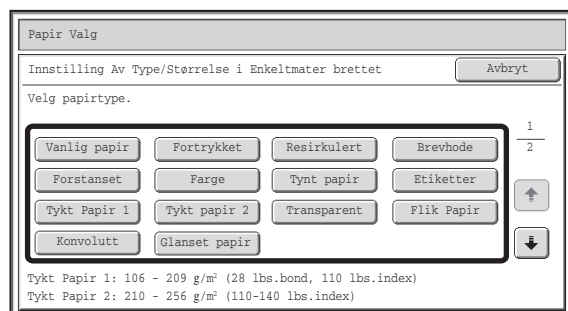 Papir Valg
Innstilling Av Type/Størrelse i Enkeltmater brettet Avbryt
Velg papirtype.
1
2
Vanlig papir Fortrykket Resirkulert Brevhode
Forstanset Farge Tynt papir Etiketter
Tykt Papir 1 Tykt papir 2 Transparent Flik Papir
Konvolutt Glanset papir
Tykt Papir 1: 106 - 209 g/m² (28 lbs.bond, 110 lbs.index)
Tykt Papir 2: 210 - 256 g/m² (110-140 lbs.index)